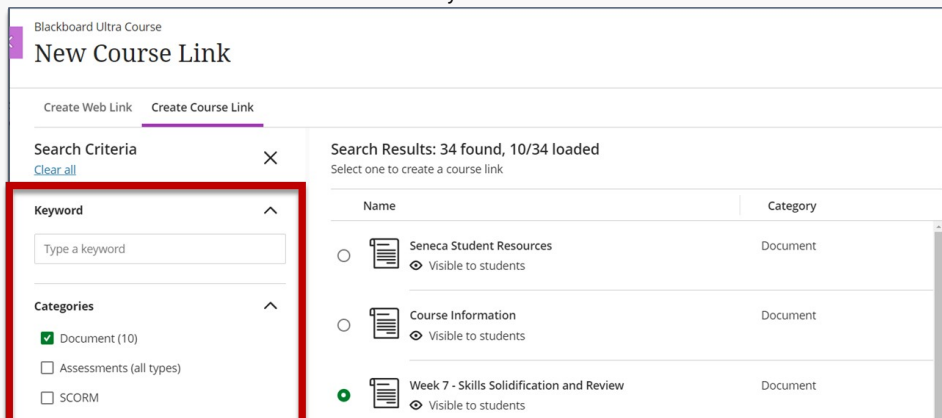 Blackboard Ultra Course
New Course Link
Create Web Link Create Course Link
Search Criteria
Clear all
Keyword
Type a keyword
Categories
Document (10)
Assessments (all types)
SCORM
Search Results: 34 found, 10/34 loaded
Select one to create a course link
Name Category
Seneca Student Resources Document
Visible to students
Course Information Document
Visible to students
Week 7 - Skills Solidification and Review Document
Visible to students